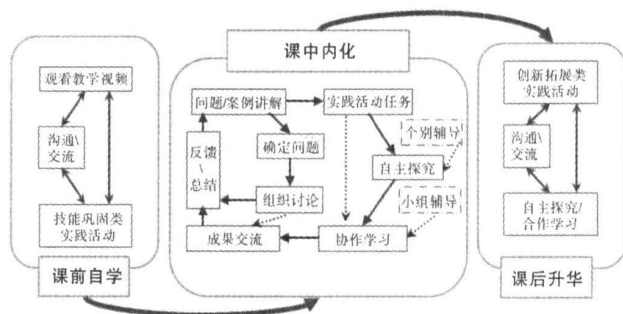 观看教学视频
沟通\
交流
技能巩固类
实践活动
课前自学
课中内化
问题/案例讲解
实践活动任务
确定问题
个别辅导
反馈
\
总结
自主探究
组织讨论
小组辅导
成果交流
协作学习
创新拓展类
实践活动
沟通\
交流
自主探究/
合作学习
课后升华